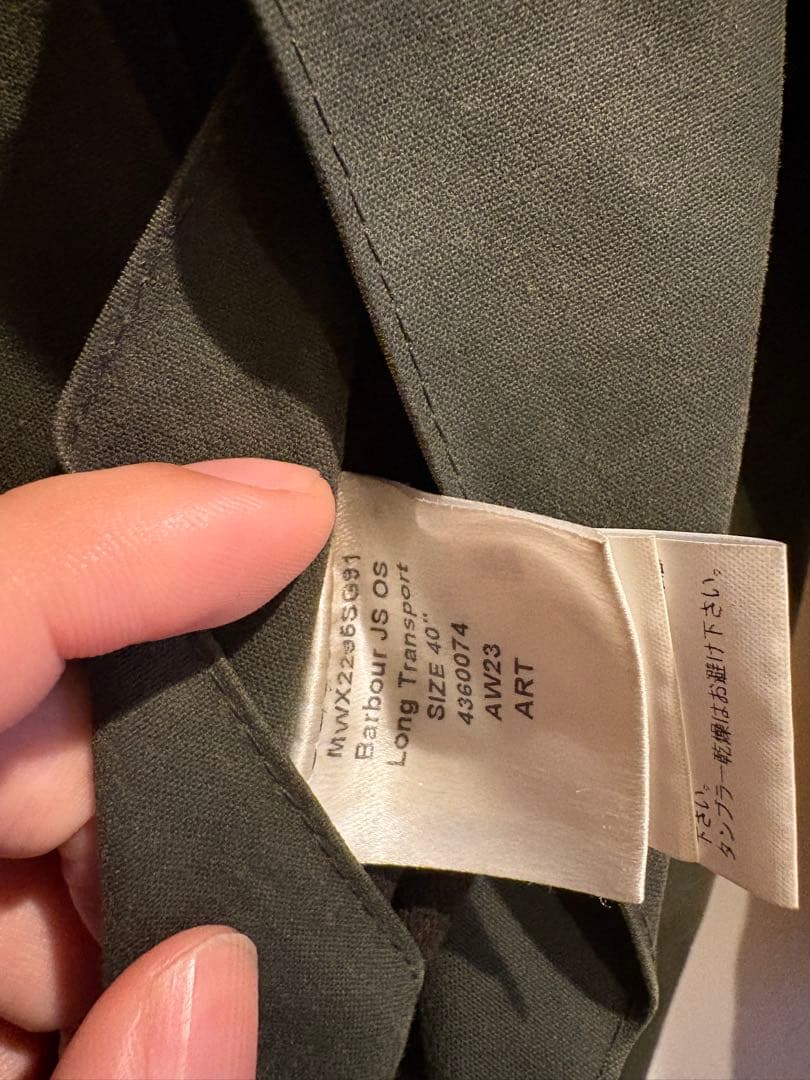 MWX2295SG91
Barbour JS OS
Long Transport
SIZE 40"
4360074
AW23
ART
下さい。
タンブラー乾燥はお避け下さい。